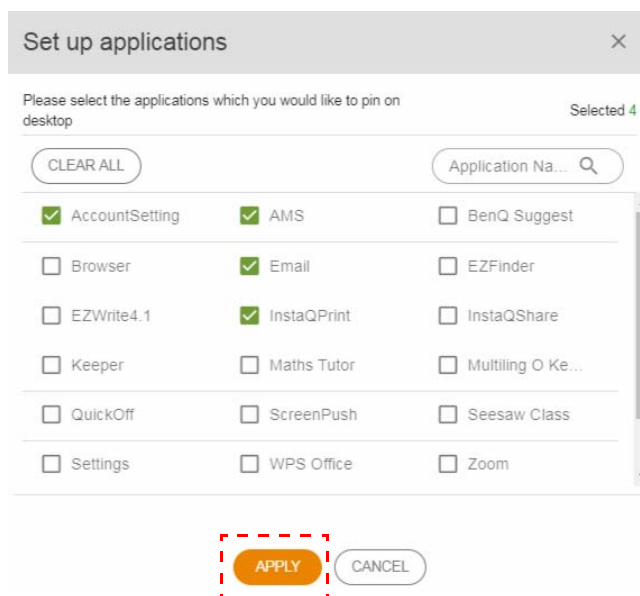 Set up applications
Please select the applications which you would like to pin on
desktop
Selected 4
CLEAR ALL
Application Na...
AccountSetting AMS BenQ Suggest
Browser Email EZFinder
EZWrite4.1 InstaQPrint InstaQShare
Keeper Maths Tutor Multiling O Ke...
QuickOff ScreenPush Seesaw Class
Settings WPS Office Zoom
APPLY CANCEL